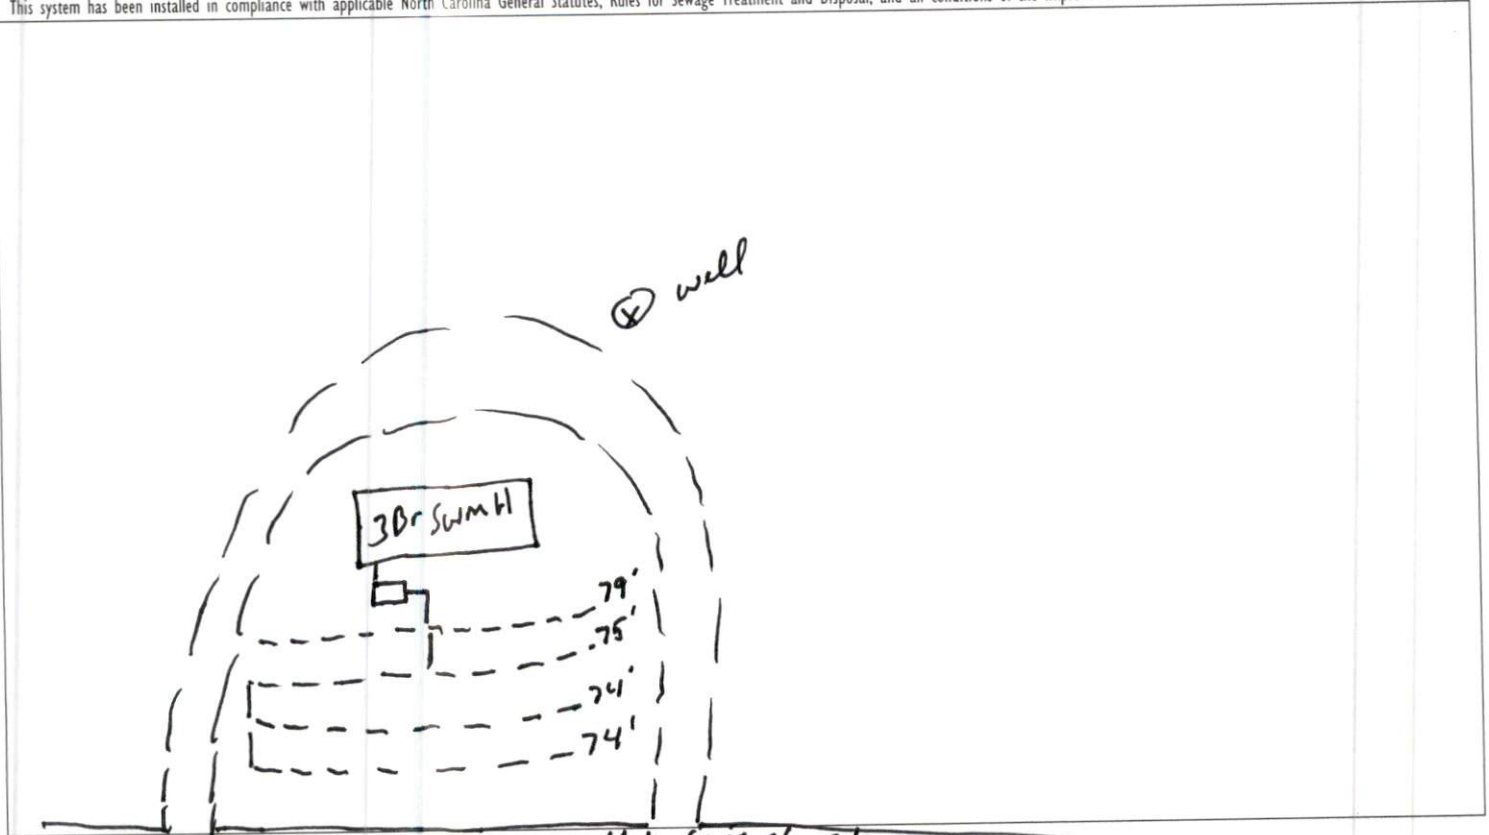 This system has been installed in compliance with applicable North Carolina General Statutes, Rules for Sewage Treatment and Disposal, and all conditions of the
well
3Br SWMH
79'
75'
74'
74'